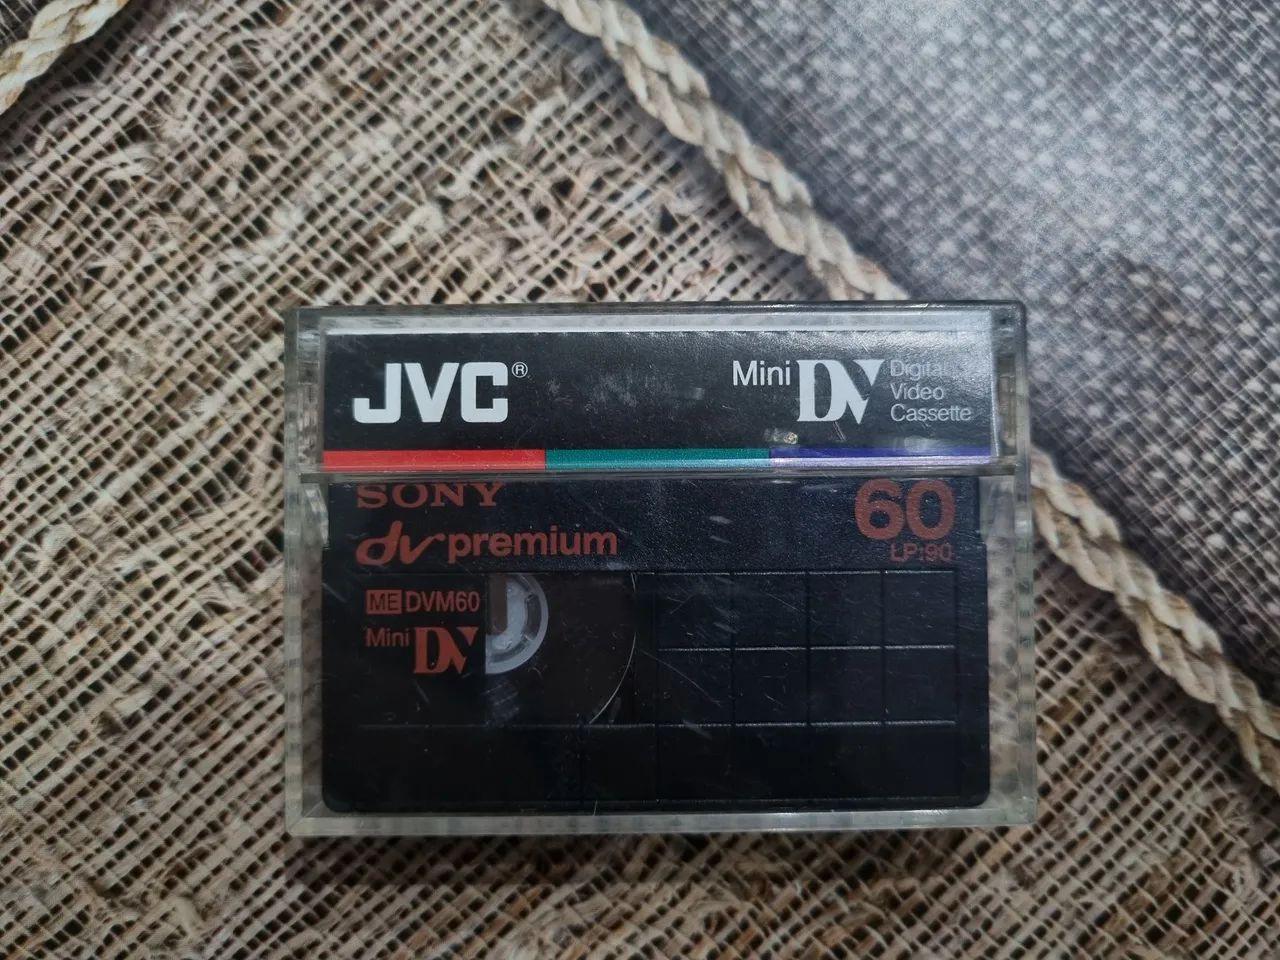 JVC®
Mini DV Digital Video Cassette
SONY
dv premium
60
LP:90
ME DVM60
Mini DV